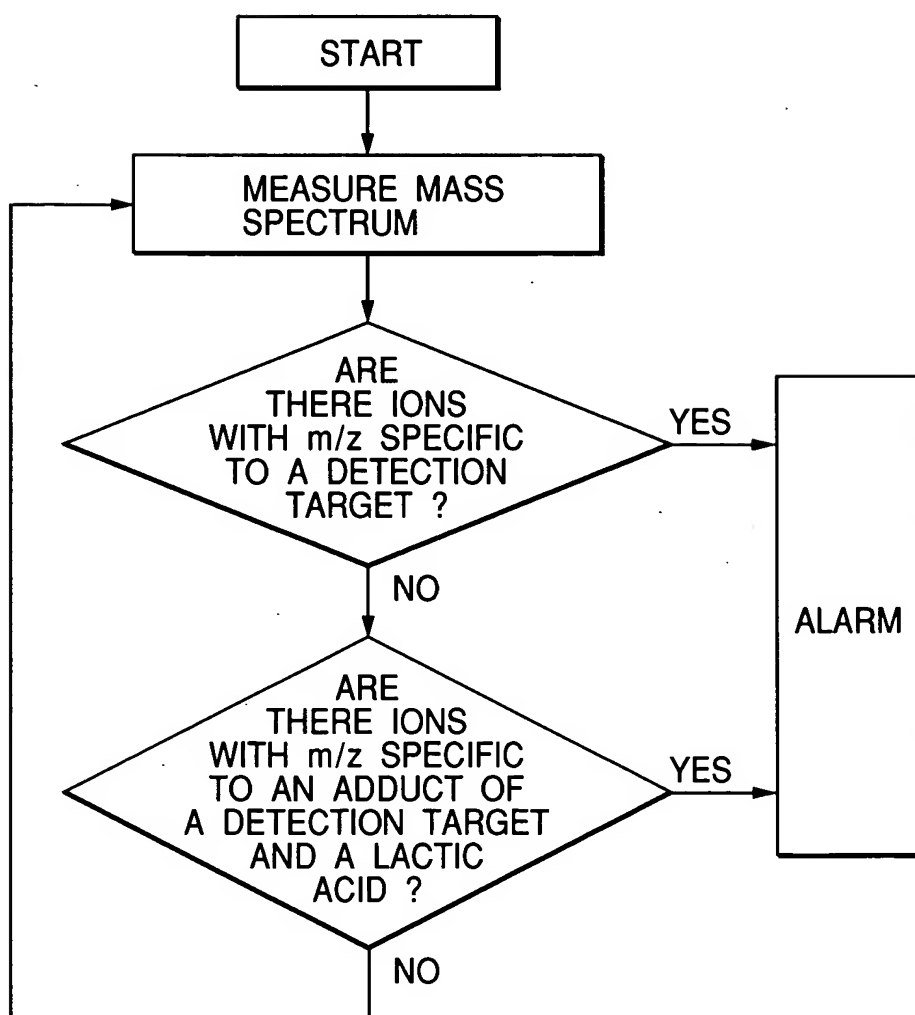 START
MEASURE MASS
SPECTRUM
ARE
THERE IONS
WITH m/z SPECIFIC
TO A DETECTION
TARGET ?
YES
NO
ARE
THERE IONS
WITH m/z SPECIFIC
TO AN ADDUCT OF
A DETECTION TARGET
AND A LACTIC
ACID ?
YES
NO
ALARM